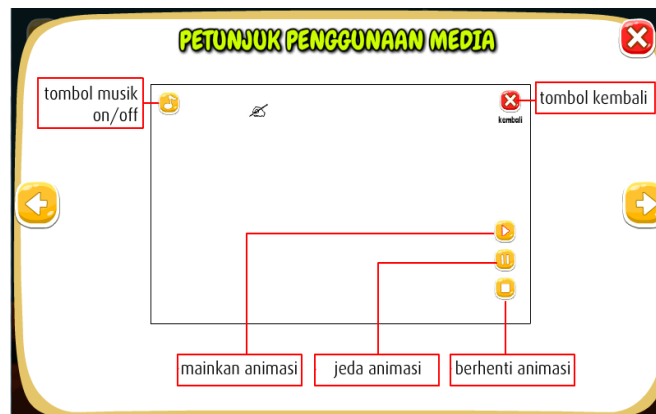 PETUNJUK PENGGUNAAN MEDIA
tombol musik
on/off
tombol kembali
kembali
mainkan animasi
jeda animasi
berhenti animasi